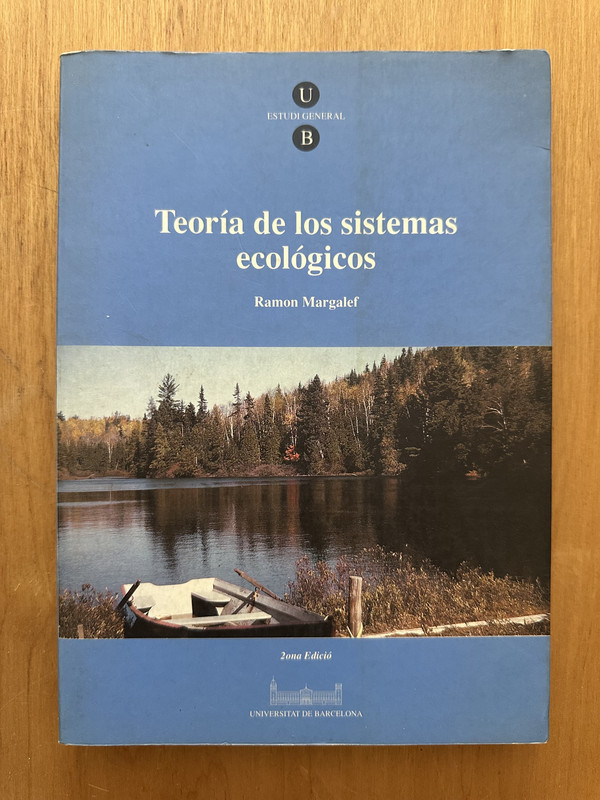 U
ESTUDI GENERAL
B
Teoría de los sistemas
ecológicos
Ramon Margalef
2ona Edició
UNIVERSITAT DE BARCELONA